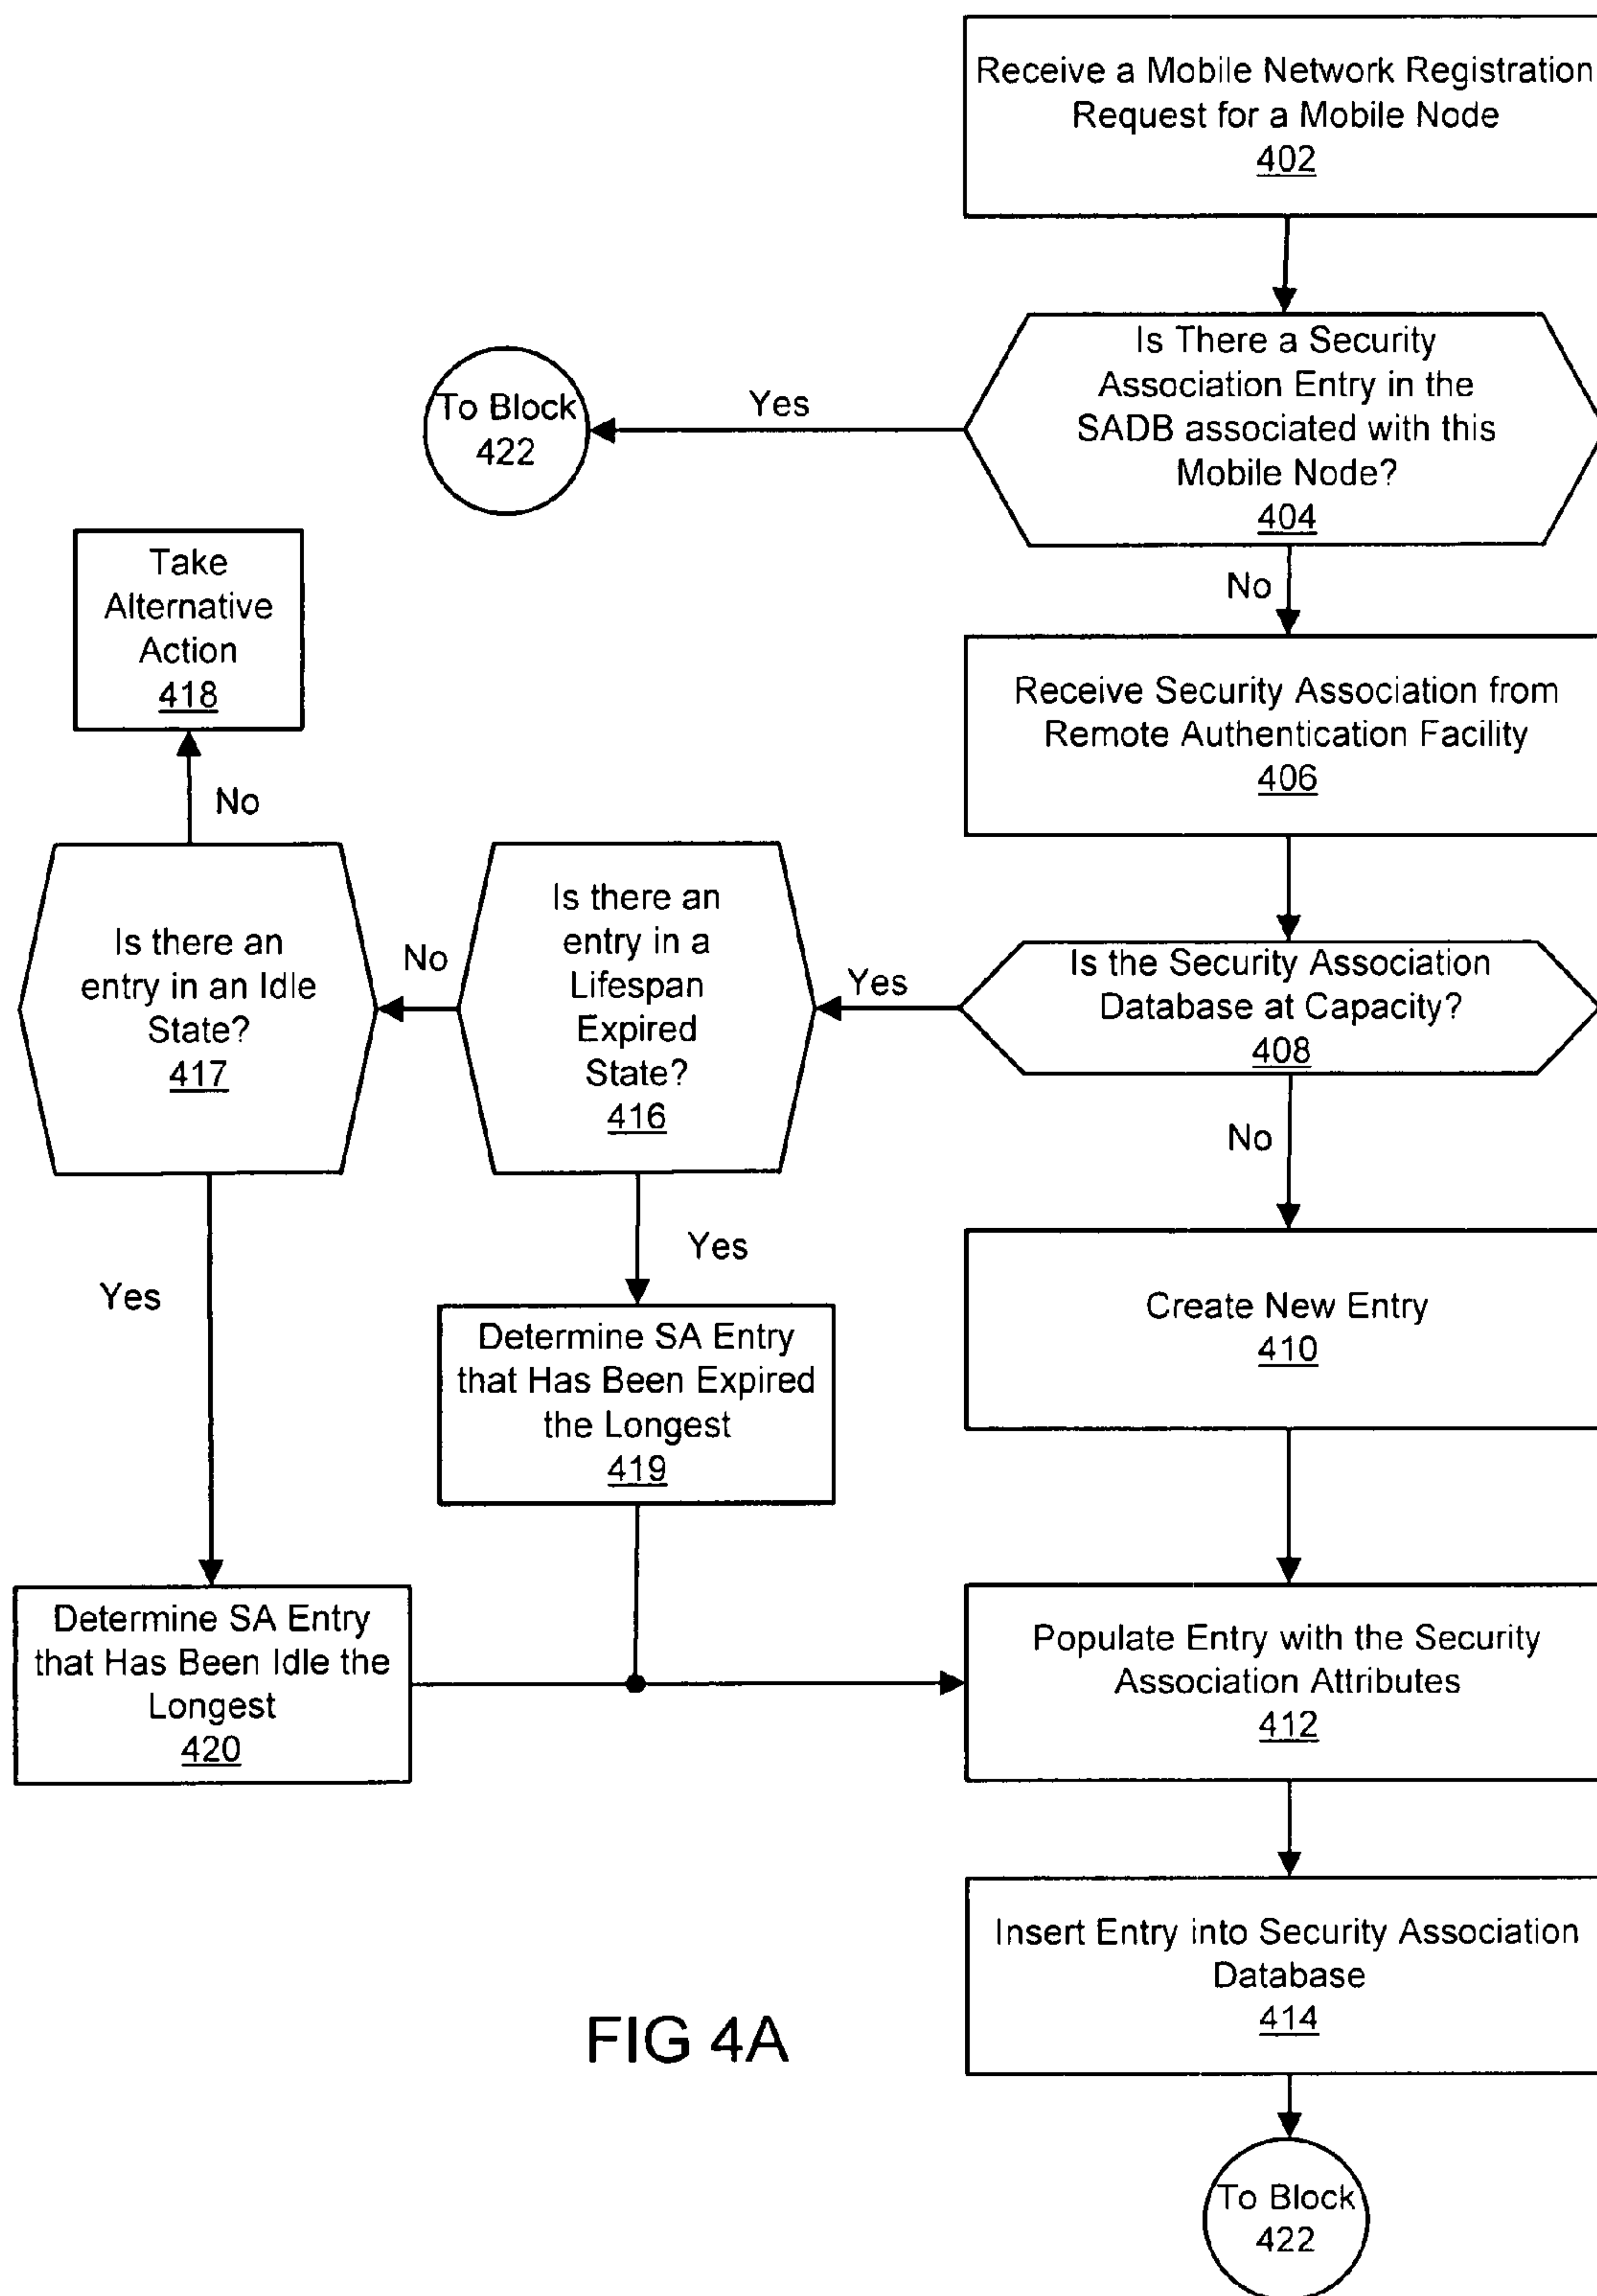 Receive a Mobile Network Registration
Request for a Mobile Node
402
Is There a Security
Association Entry in the
SADB associated with this
Mobile Node?
404
Yes
To Block
422
No
Take
Alternative
Action
418
Receive Security Association from
Remote Authentication Facility
406
No
Is there an
entry in an Idle
State?
417
No
Is there an
entry in a
Lifespan
Expired
State?
416
Yes
Is the Security Association
Database at Capacity?
408
No
Yes
Yes
Create New Entry
410
Determine SA Entry
that Has Been Expired
the Longest
419
Determine SA Entry
that Has Been Idle the
Longest
420
Populate Entry with the Security
Association Attributes
412
Insert Entry into Security Association
Database
414
FIG 4A
To Block
422